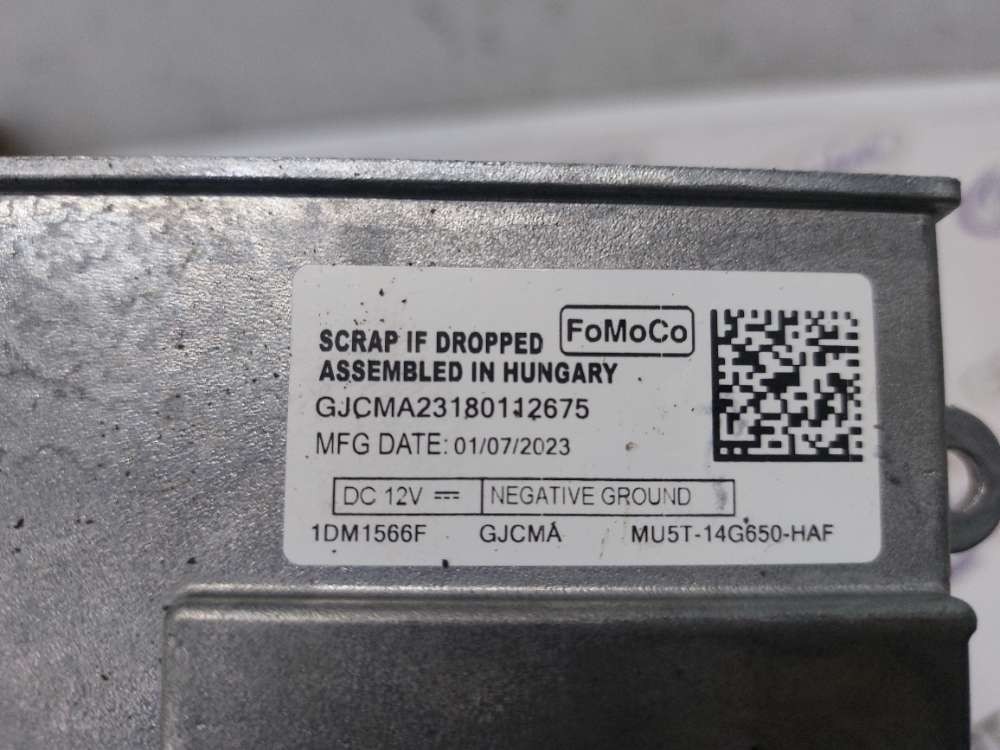 SCRAP IF DROPPED FoMoCo
ASSEMBLED IN HUNGARY
GJCMA23180112675
MFG DATE: 01/07/2023
DC 12V ⎓ NEGATIVE GROUND
1DM1566F GJCMA MU5T-14G650-HAF